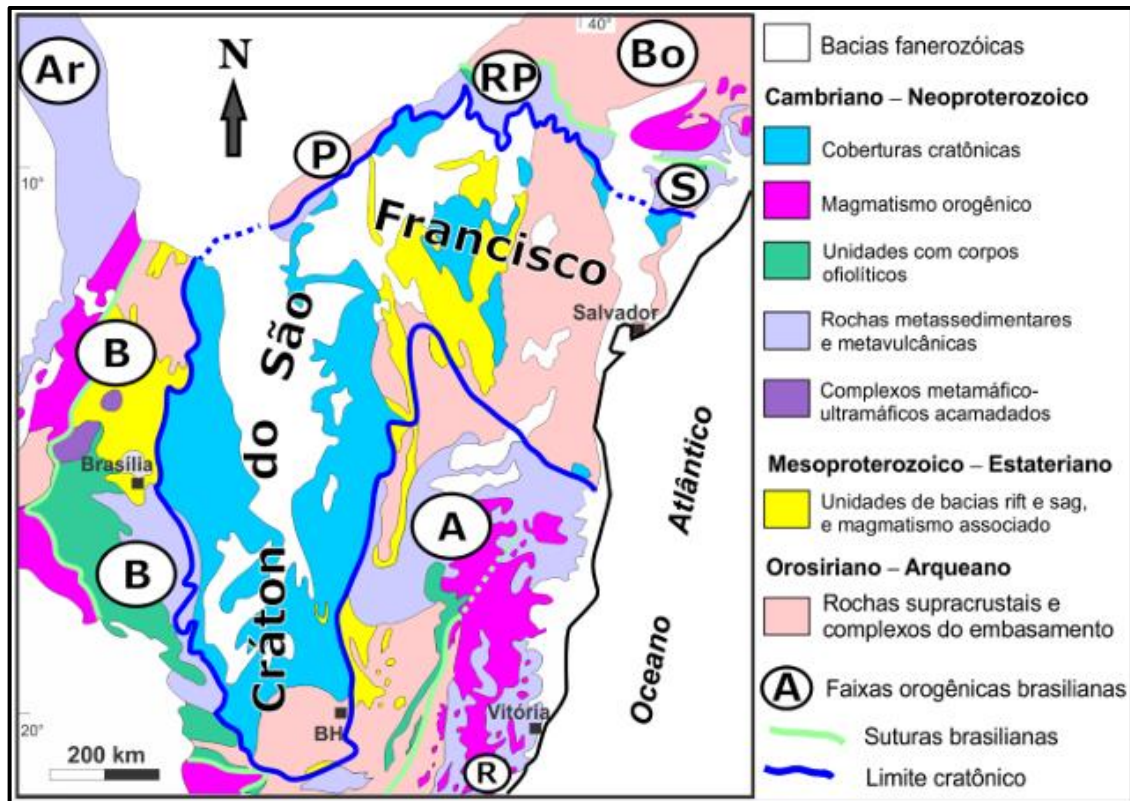 40°
Ar
N
RP
Bo
P
10°
S
Francisco
São
Salvador
B
do
Brasília
Atlântico
A
B
Cráton
Oceano
20°
BH
Vitória
200 km
R
Bacias fanerozóicas
Cambriano – Neoproterozoico
Coberturas cratônicas
Magmatismo orogênico
Unidades com corpos
ofiolíticos
Rochas metassedimentares
e metavulcânicas
Complexos metamáfico-
ultramáficos acamadados
Mesoproterozoico – Estateriano
Unidades de bacias rift e sag,
e magmatismo associado
Orosiriano – Arqueano
Rochas supracrustais e
complexos do embasamento
A Faixas orogênicas brasilianas
Suturas brasilianas
Limite cratônico